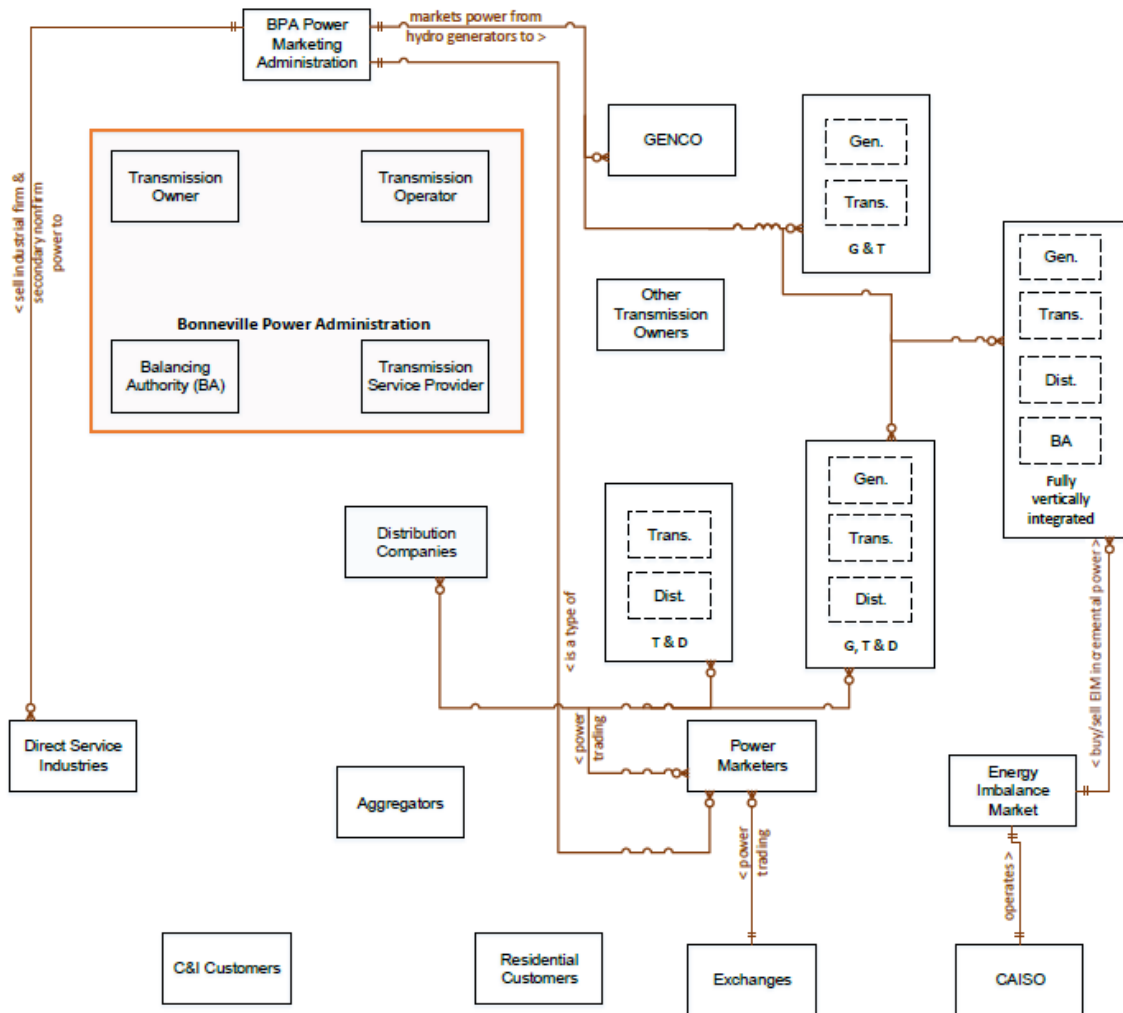 BPA Power
Marketing
Administration
markets power from
hydro generators to >
< sell industrial firm &
secondary nonfirm
power to
Transmission
Owner
Transmission
Operator
Bonneville Power Administration
Balancing
Authority (BA)
Transmission
Service Provider
GENCO
Gen.
Trans.
G & T
Other
Transmission
Owners
Gen.
Trans.
Dist.
BA
Fully
vertically
integrated
Distribution
Companies
Trans.
Dist.
T & D
Gen.
Trans.
Dist.
G, T & D
< is a type of
< buy/sell EIM incremental power >
Direct Service
Industries
< power
trading
Power
Marketers
Energy
Imbalance
Market
Aggregators
< power
trading
operates >
C&I Customers
Residential
Customers
Exchanges
CAISO